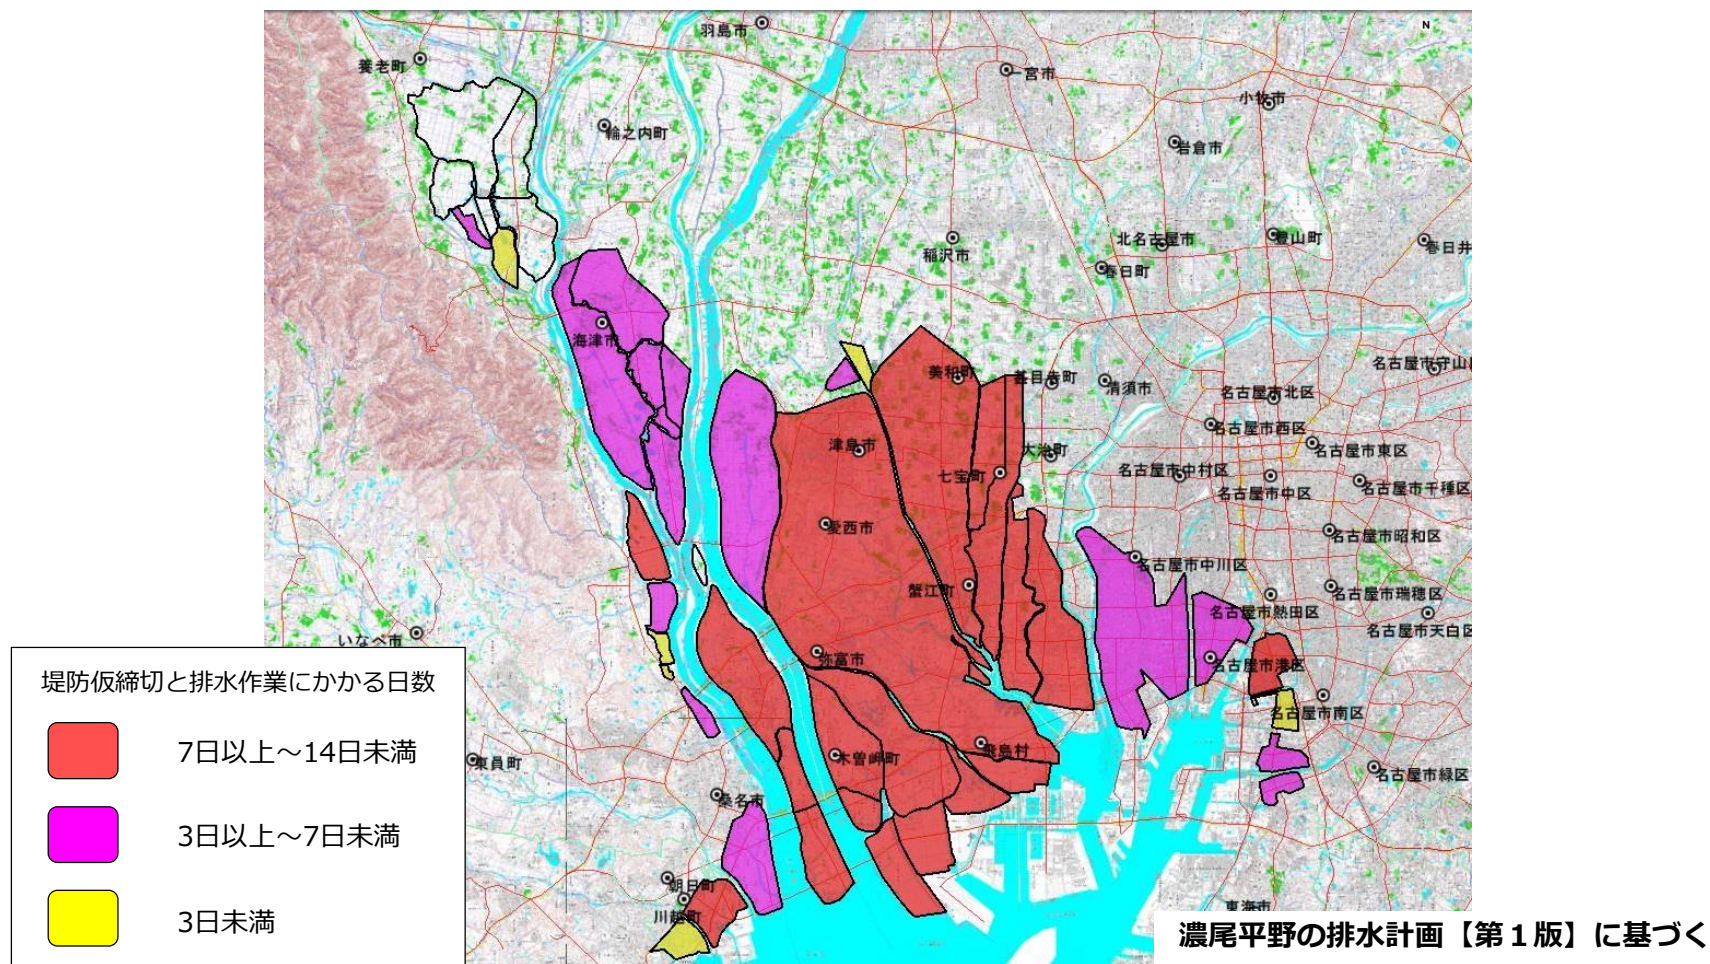 羽島市
N
養老町
一宮市
小牧市
輪之内町
岩倉市
北名古屋市
豊山町
春日井
稲沢市
春日町
海津市
名古屋市守山
美和町
甚目寺町
清須市
名古屋市北区
名古屋市西区
津島市
大治町
名古屋市東区
七宝町
名古屋市中村区
名古屋市中区
名古屋市千種区
愛西市
名古屋市昭和区
名古屋市中川区
蟹江町
名古屋市瑞穂区
名古屋市熱田区
名古屋市天白区
いなべ市
弥富市
名古屋市港区
名古屋市南区
木曽岬町
飛島村
東員町
名古屋市緑区
桑名市
朝日町
川越町
東海市
堤防仮締切と排水作業にかかる日数
7日以上～14日未満
3日以上～7日未満
3日未満
濃尾平野の排水計画【第１版】に基づく